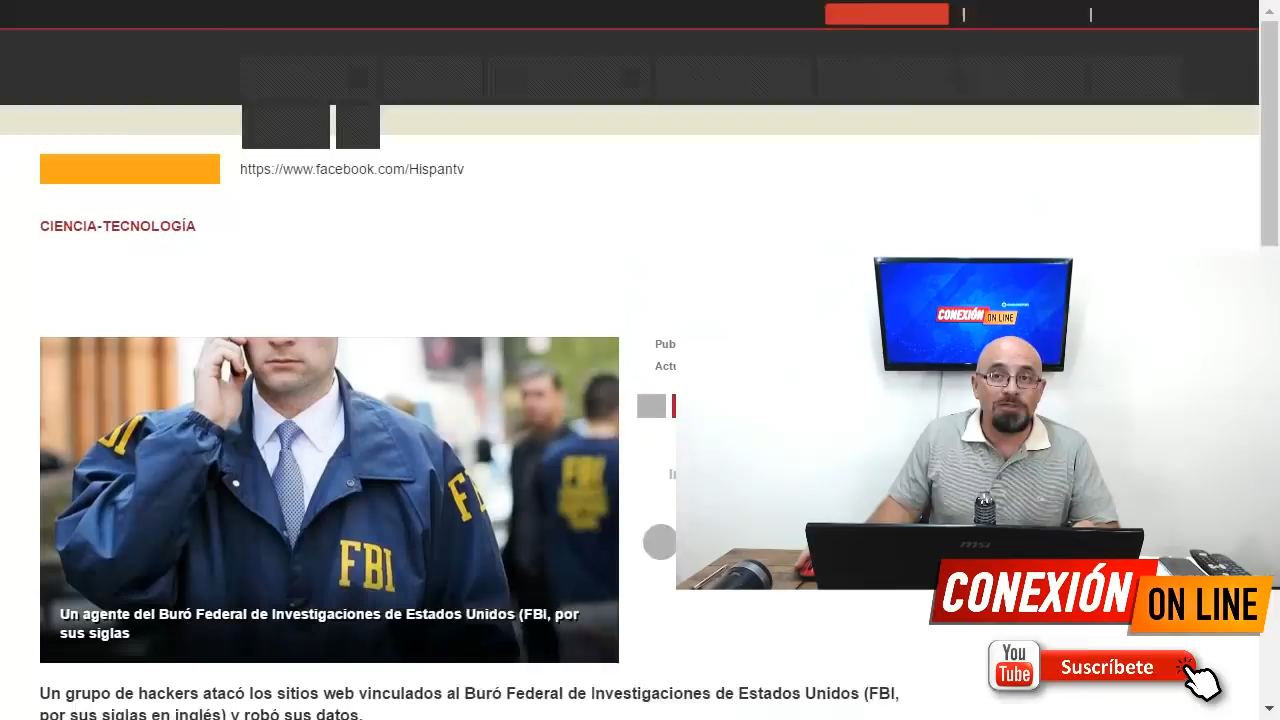 https://www.facebook.com/Hispantv
CIENCIA-TECNOLOGÍA
CONEXIÓN ON LINE
Pub
Actu
FBI
FBI
Un agente del Buró Federal de Investigaciones de Estados Unidos (FBI, por
sus siglas
msi
CONEXIÓN
ON LINE
You
Tube
Suscríbete
Un grupo de hackers atacó los sitios web vinculados al Buró Federal de Investigaciones de Estados Unidos (FBI,
por sus siglas en inglés) y robó sus datos.